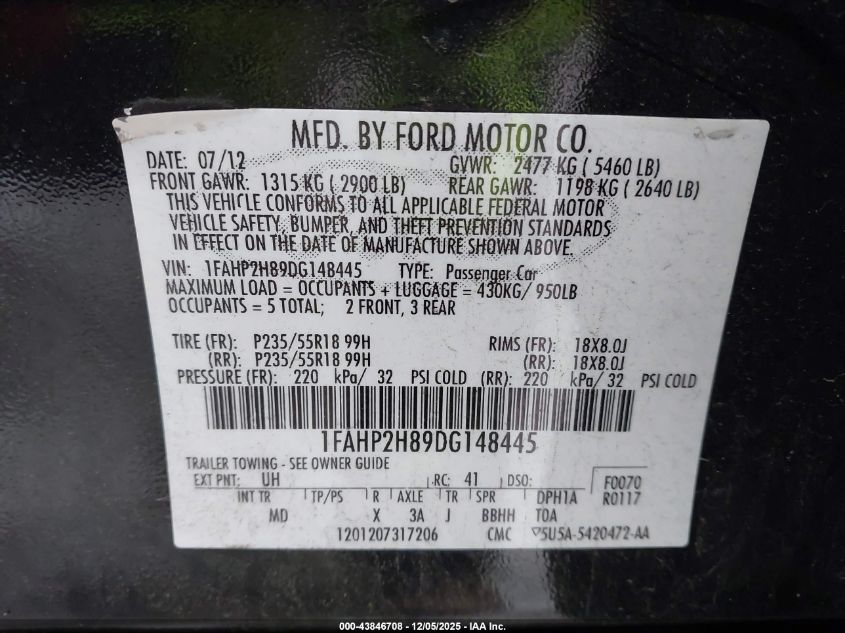 MFD. BY FORD MOTOR CO.
DATE: 07/12 GVWR: 2477 KG ( 5460 LB)
FRONT GAWR: 1315 KG ( 2900 LB) REAR GAWR: 1198 KG ( 2640 LB)
THIS VEHICLE CONFORMS TO ALL APPLICABLE FEDERAL MOTOR
VEHICLE SAFETY, BUMPER, AND THEFT PREVENTION STANDARDS
IN EFFECT ON THE DATE OF MANUFACTURE SHOWN ABOVE.
VIN: 1FAHP2H89DG148445 TYPE: Passenger Car
MAXIMUM LOAD = OCCUPANTS + LUGGAGE = 430KG/ 950LB
OCCUPANTS = 5 TOTAL; 2 FRONT, 3 REAR
TIRE (FR): P235/55R18 99H RIMS (FR): 18X8.0J
(RR): P235/55R18 99H (RR): 18X8.0J
PRESSURE (FR): 220 kPa/ 32 PSI COLD (RR): 220 kPa/ 32 PSI COLD
1FAHP2H89DG148445
TRAILER TOWING - SEE OWNER GUIDE
EXT PNT: UH RC: 41 DSO: F0070
INT TR TP/PS R AXLE TR SPR DPH1A R0117
MD X 3A J BBHH TOA
1201207317206 CMC 5U5A-5420472-AA
000-43846708 - 12/05/2025 - IAA Inc.